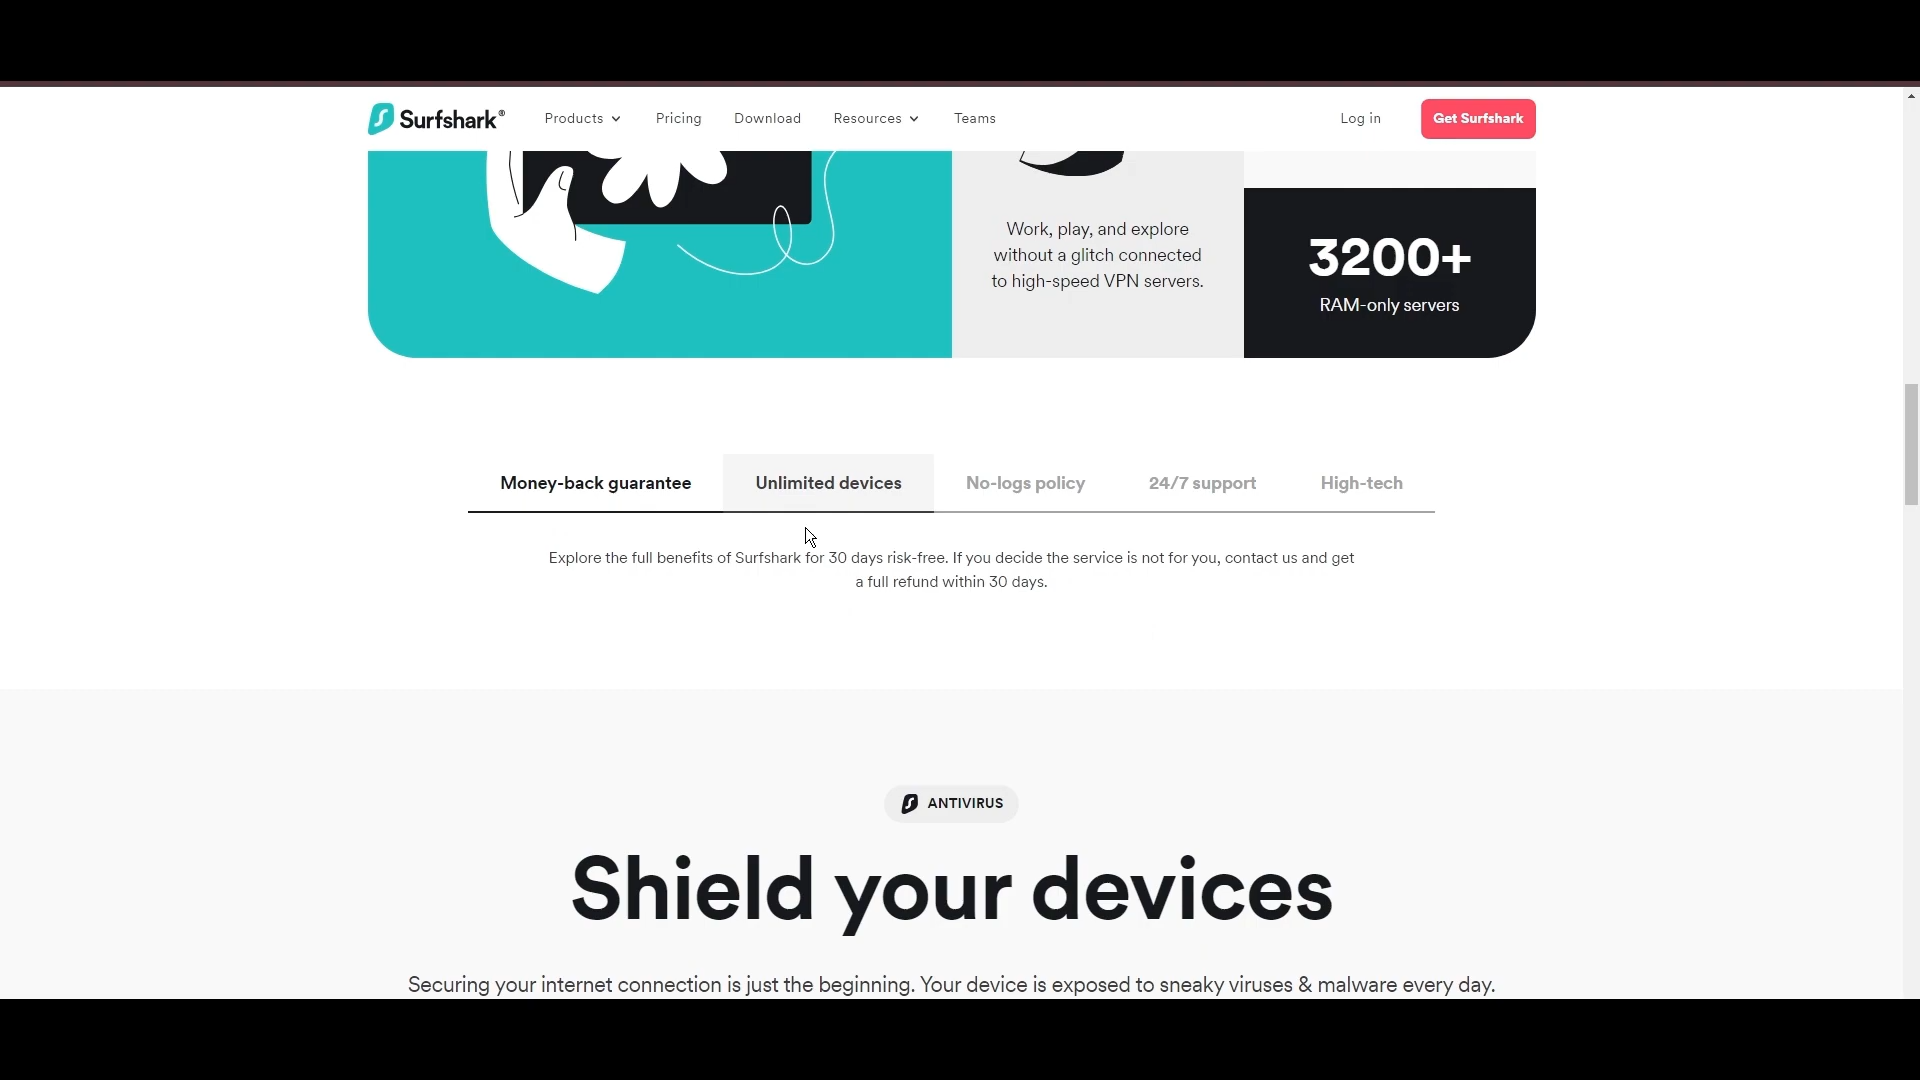 Surfshark®
Products
Pricing
Download
Resources
Teams
Log in
Get Surfshark
Work, play, and explore
without a glitch connected
to high-speed VPN servers.
3200+
RAM-only servers
Money-back guarantee
Unlimited devices
No-logs policy
24/7 support
High-tech
Explore the full benefits of Surfshark for 30 days risk-free. If you decide the service is not for you, contact us and get
a full refund within 30 days.
ANTIVIRUS
Shield your devices
Securing your internet connection is just the beginning. Your device is exposed to sneaky viruses & malware every day.